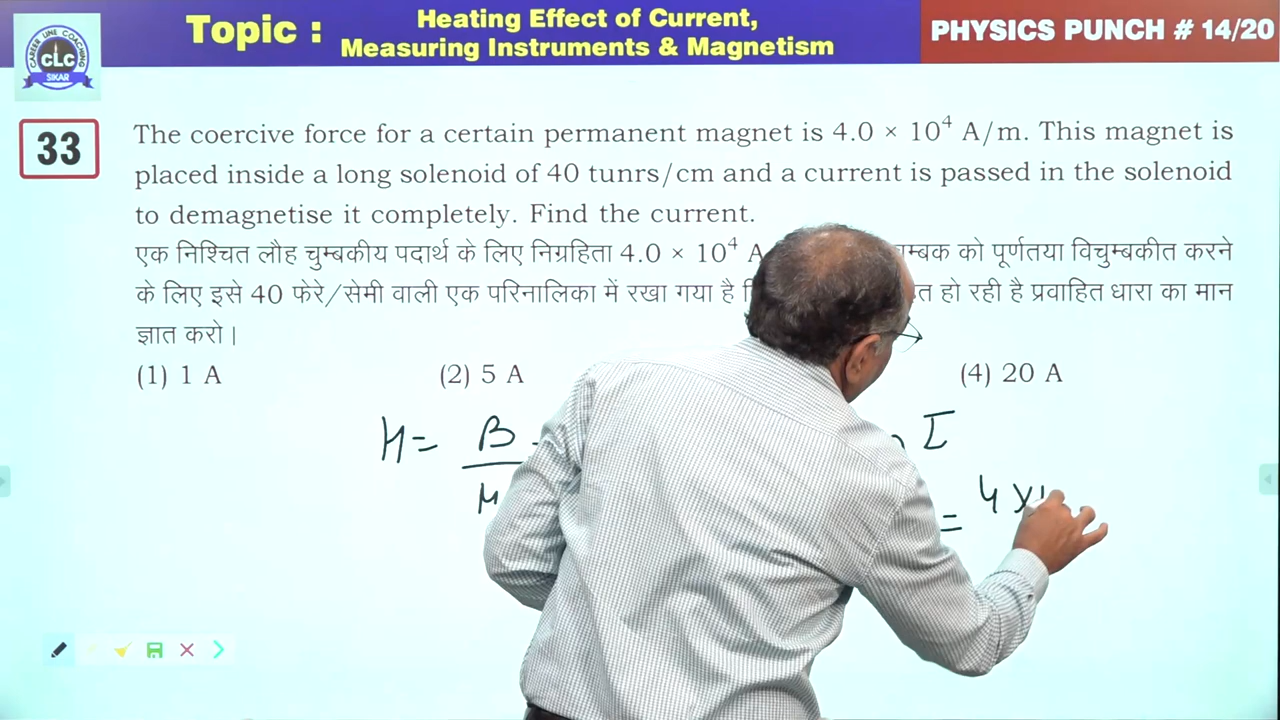 Topic :
Heating Effect of Current,
Measuring Instruments & Magnetism
PHYSICS PUNCH # 14/20
CAREER LINE COACHING
CLC
SIKAR
33
The coercive force for a certain permanent magnet is 4.0 × 10⁴ A/m. This magnet is
placed inside a long solenoid of 40 tunrs/cm and a current is passed in the solenoid
to demagnetise it completely. Find the current.
एक निश्चित लौह चुम्बकीय पदार्थ के लिए निग्रहिता 4.0 × 10⁴ A म्बक को पूर्णतया विचुम्बकीत करने
के लिए इसे 40 फेरे/सेमी वाली एक परिनालिका में रखा गया है हो रही है प्रवाहित धारा का मान
ज्ञात करो।
(1) 1 A (2) 5 A (4) 20 A
H = B I
μ = 4 ×